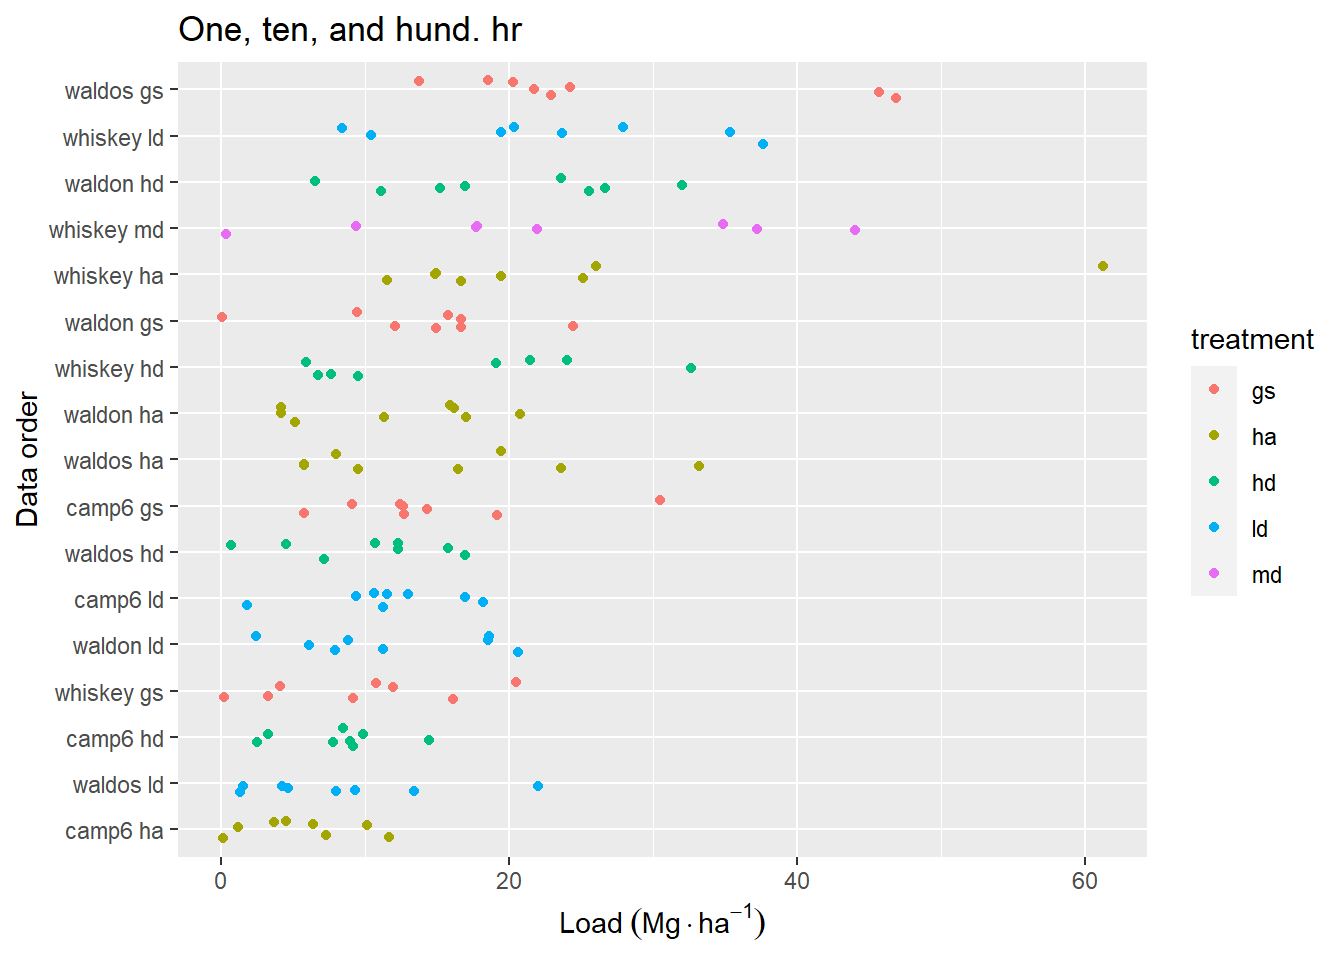 One, ten, and hund. hr
waldos gs
whiskey ld
waldon hd
whiskey md
whiskey ha
waldon gs
whiskey hd
waldon ha
waldos ha
camp6 gs
waldos hd
camp6 ld
waldon ld
whiskey gs
camp6 hd
waldos ld
camp6 ha
Data order
0 20 40 60
Load (Mg·ha⁻¹)
treatment
gs
ha
hd
ld
md